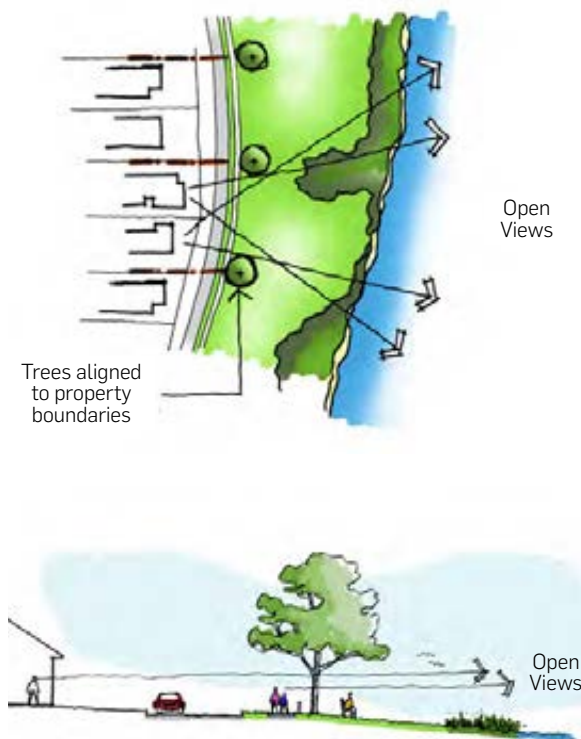 Open
Views
Trees aligned
to property
boundaries
Open
Views